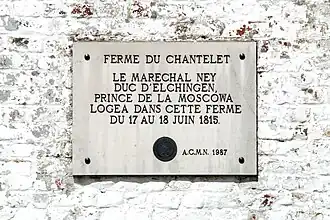 FERME DU CHANTELET
LE MARECHAL NEY
DUC D'ELCHINGEN,
PRINCE DE LA MOSCOWA
LOGEA DANS CETTE FERME
DU 17 AU 18 JUIN 1815.
A.C.M.N. 1987